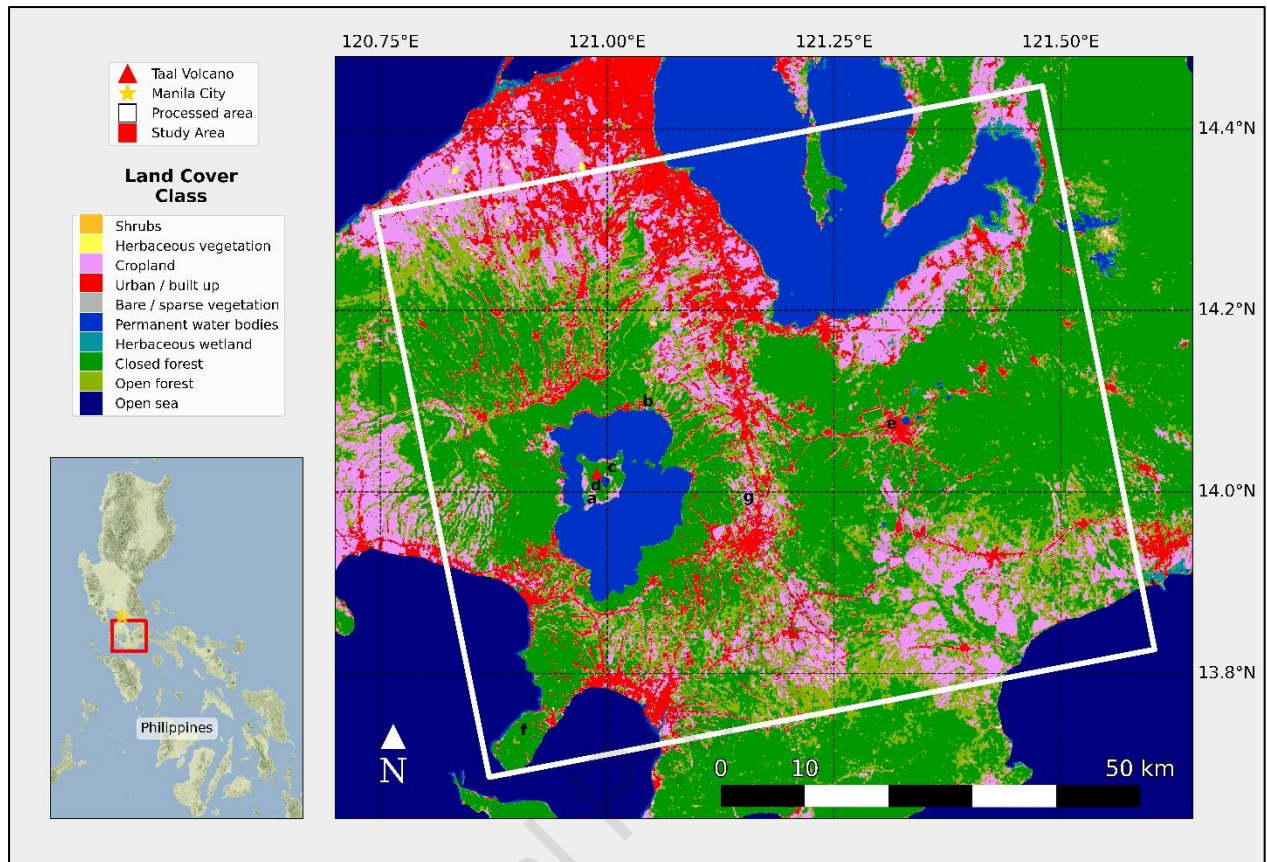 120.75°E 121.00°E 121.25°E 121.50°E
Taal Volcano
Manila City
Processed area
Study Area
Land Cover
Class
Shrubs
Herbaceous vegetation
Cropland
Urban / built up
Bare / sparse vegetation
Permanent water bodies
Herbaceous wetland
Closed forest
Open forest
Open sea
14.4°N
14.2°N
14.0°N
13.8°N
b
c
d
a
e
g
f
N
0 10 50 km
Philippines